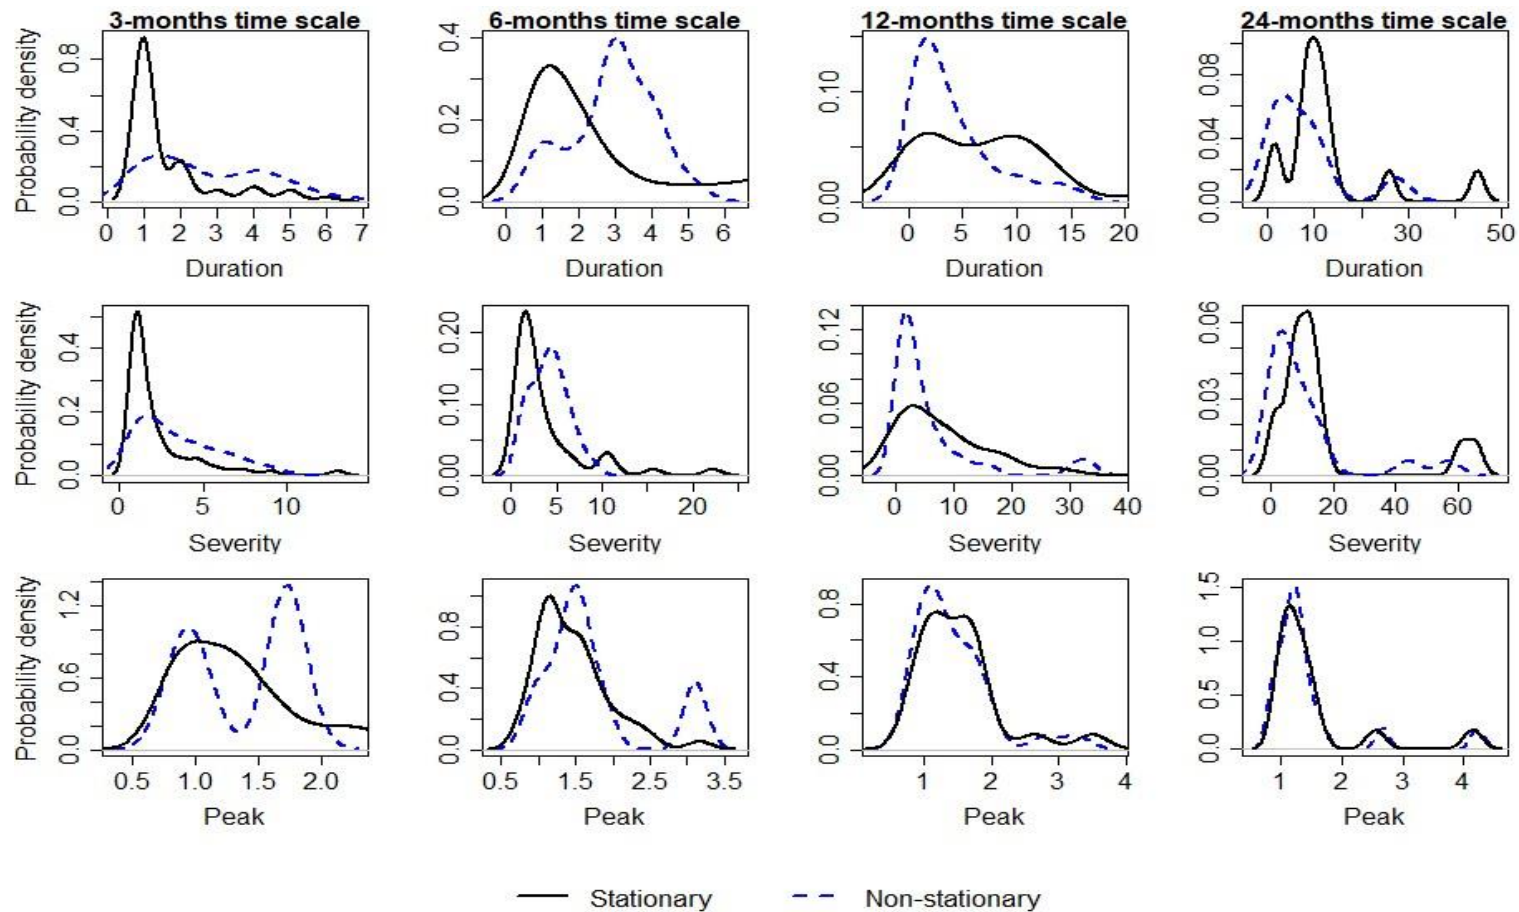 3-months time scale 6-months time scale 12-months time scale 24-months time scale
Probability density
0.0 0.4 0.8
0.0 0.2 0.4
0.00 0.10
0.00 0.04 0.08
0 1 2 3 4 5 6 7
0 1 2 3 4 5 6
0 5 10 15 20
0 10 30 50
Duration Duration Duration Duration
Probability density
0.0 0.2 0.4
0.00 0.10 0.20
0.00 0.06 0.12
0.00 0.03 0.06
0 5 10
0 5 10 20
0 10 20 30 40
0 20 40 60
Severity Severity Severity Severity
Probability density
0.0 0.6 1.2
0.0 0.4 0.8
0.0 0.4 0.8
0.0 0.5 1.0 1.5
0.5 1.0 1.5 2.0
0.5 1.5 2.5 3.5
1 2 3 4
1 2 3 4
Peak Peak Peak Peak
Stationary Non-stationary